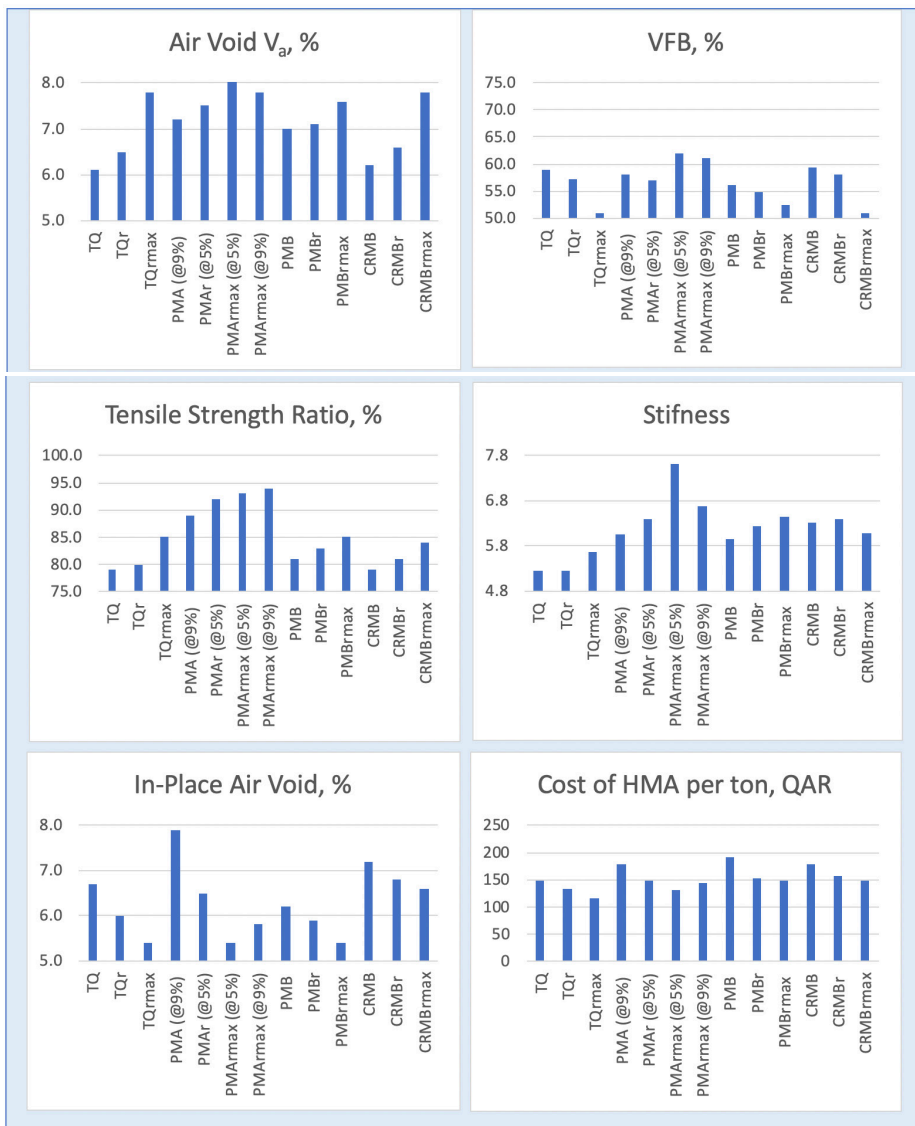 Air Void Va, %
8.0
7.0
6.0
5.0
TQ
TQr
TQrmax
PMA (@9%)
PMAr (@5%)
PMArmax (@5%)
PMArmax (@9%)
PMB
PMBr
PMBrmax
CRMB
CRMBr
CRMBrmax
VFB, %
75.0
70.0
65.0
60.0
55.0
50.0
TQ
TQr
TQrmax
PMA (@9%)
PMAr (@5%)
PMArmax (@5%)
PMArmax (@9%)
PMB
PMBr
PMBrmax
CRMB
CRMBr
CRMBrmax
Tensile Strength Ratio, %
100.0
95.0
90.0
85.0
80.0
75.0
TQ
TQr
TQrmax
PMA (@9%)
PMAr (@5%)
PMArmax (@5%)
PMArmax (@9%)
PMB
PMBr
PMBrmax
CRMB
CRMBr
CRMBrmax
Stifness
7.8
6.8
5.8
4.8
TQ
TQr
TQrmax
PMA (@9%)
PMAr (@5%)
PMArmax (@5%)
PMArmax (@9%)
PMB
PMBr
PMBrmax
CRMB
CRMBr
CRMBrmax
In-Place Air Void, %
8.0
7.0
6.0
5.0
TQ
TQr
TQrmax
PMA (@9%)
PMAr (@5%)
PMArmax (@5%)
PMArmax (@9%)
PMB
PMBr
PMBrmax
CRMB
CRMBr
CRMBrmax
Cost of HMA per ton, QAR
250
200
150
100
50
0
TQ
TQr
TQrmax
PMA (@9%)
PMAr (@5%)
PMArmax (@5%)
PMArmax (@9%)
PMB
PMBr
PMBrmax
CRMB
CRMBr
CRMBrmax